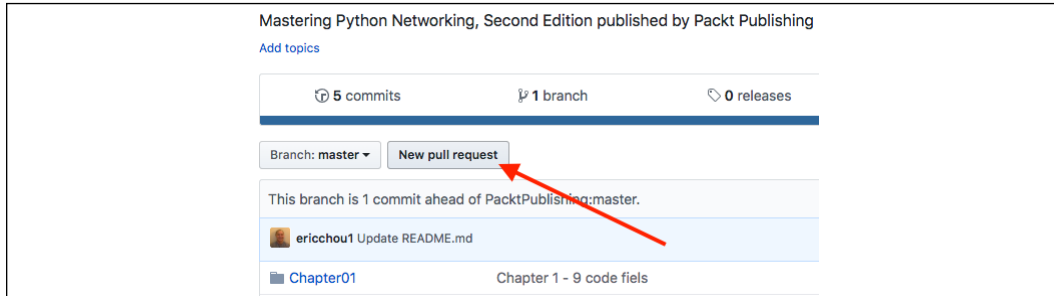 Mastering Python Networking, Second Edition published by Packt Publishing
Add topics
5 commits 1 branch 0 releases
Branch: master New pull request
This branch is 1 commit ahead of PacktPublishing:master.
ericchou1 Update README.md
Chapter01 Chapter 1 - 9 code fiels